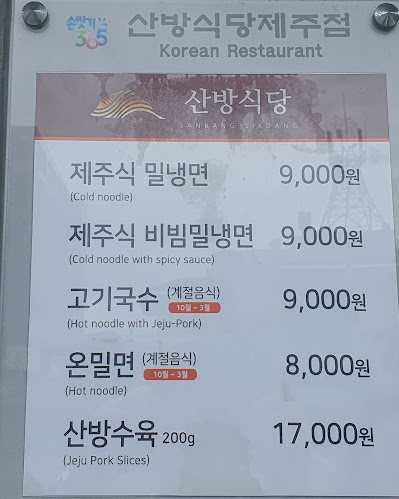 손씻기
365
산방식당제주점
Korean Restaurant
산방식당
SANBANG SIKDANG
제주식 밀냉면 9,000원
(Cold noodle)
제주식 비빔밀냉면 9,000원
(Cold noodle with spicy sauce)
고기국수 (계절음식) 9,000원
10월 ~ 3월
(Hot noodle with Jeju-Pork)
온밀면 (계절음식) 8,000원
10월 ~ 3월
(Hot noodle)
산방수육 200g 17,000원
(Jeju Pork Slices)